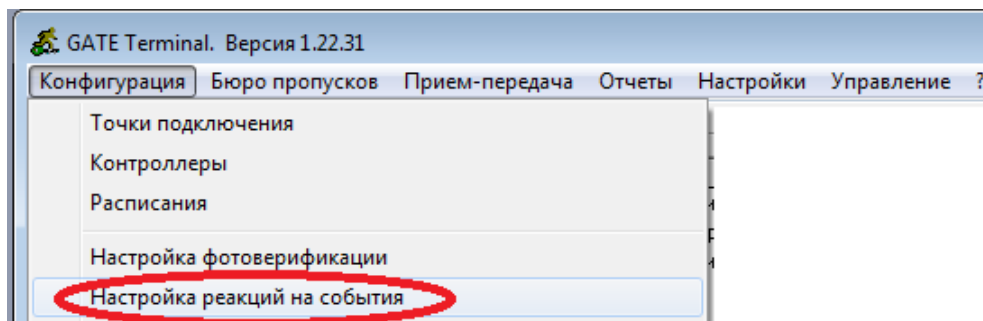 GATE Terminal. Версия 1.22.31
Конфигурация Бюро пропусков Прием-передача Отчеты Настройки Управление ?
Точки подключения
Контроллеры
Расписания
Настройка фотоверификации
Настройка реакций на события